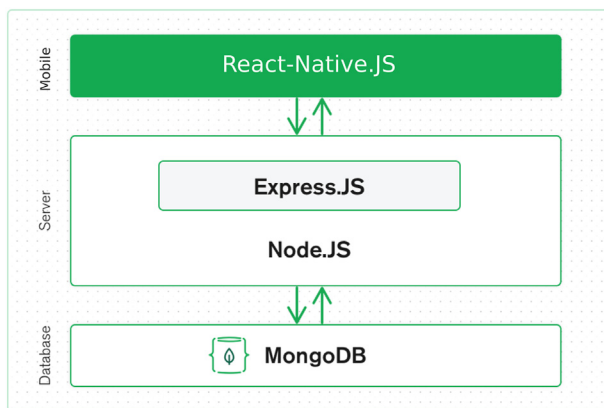 Mobile
React-Native.JS
Server
Express.JS
Node.JS
Database
MongoDB